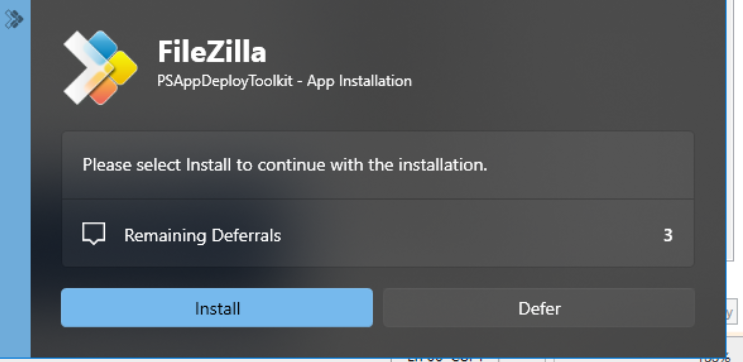 FileZilla
PSAppDeployToolkit - App Installation
Please select Install to continue with the installation.
Remaining Deferrals 3
Install Defer